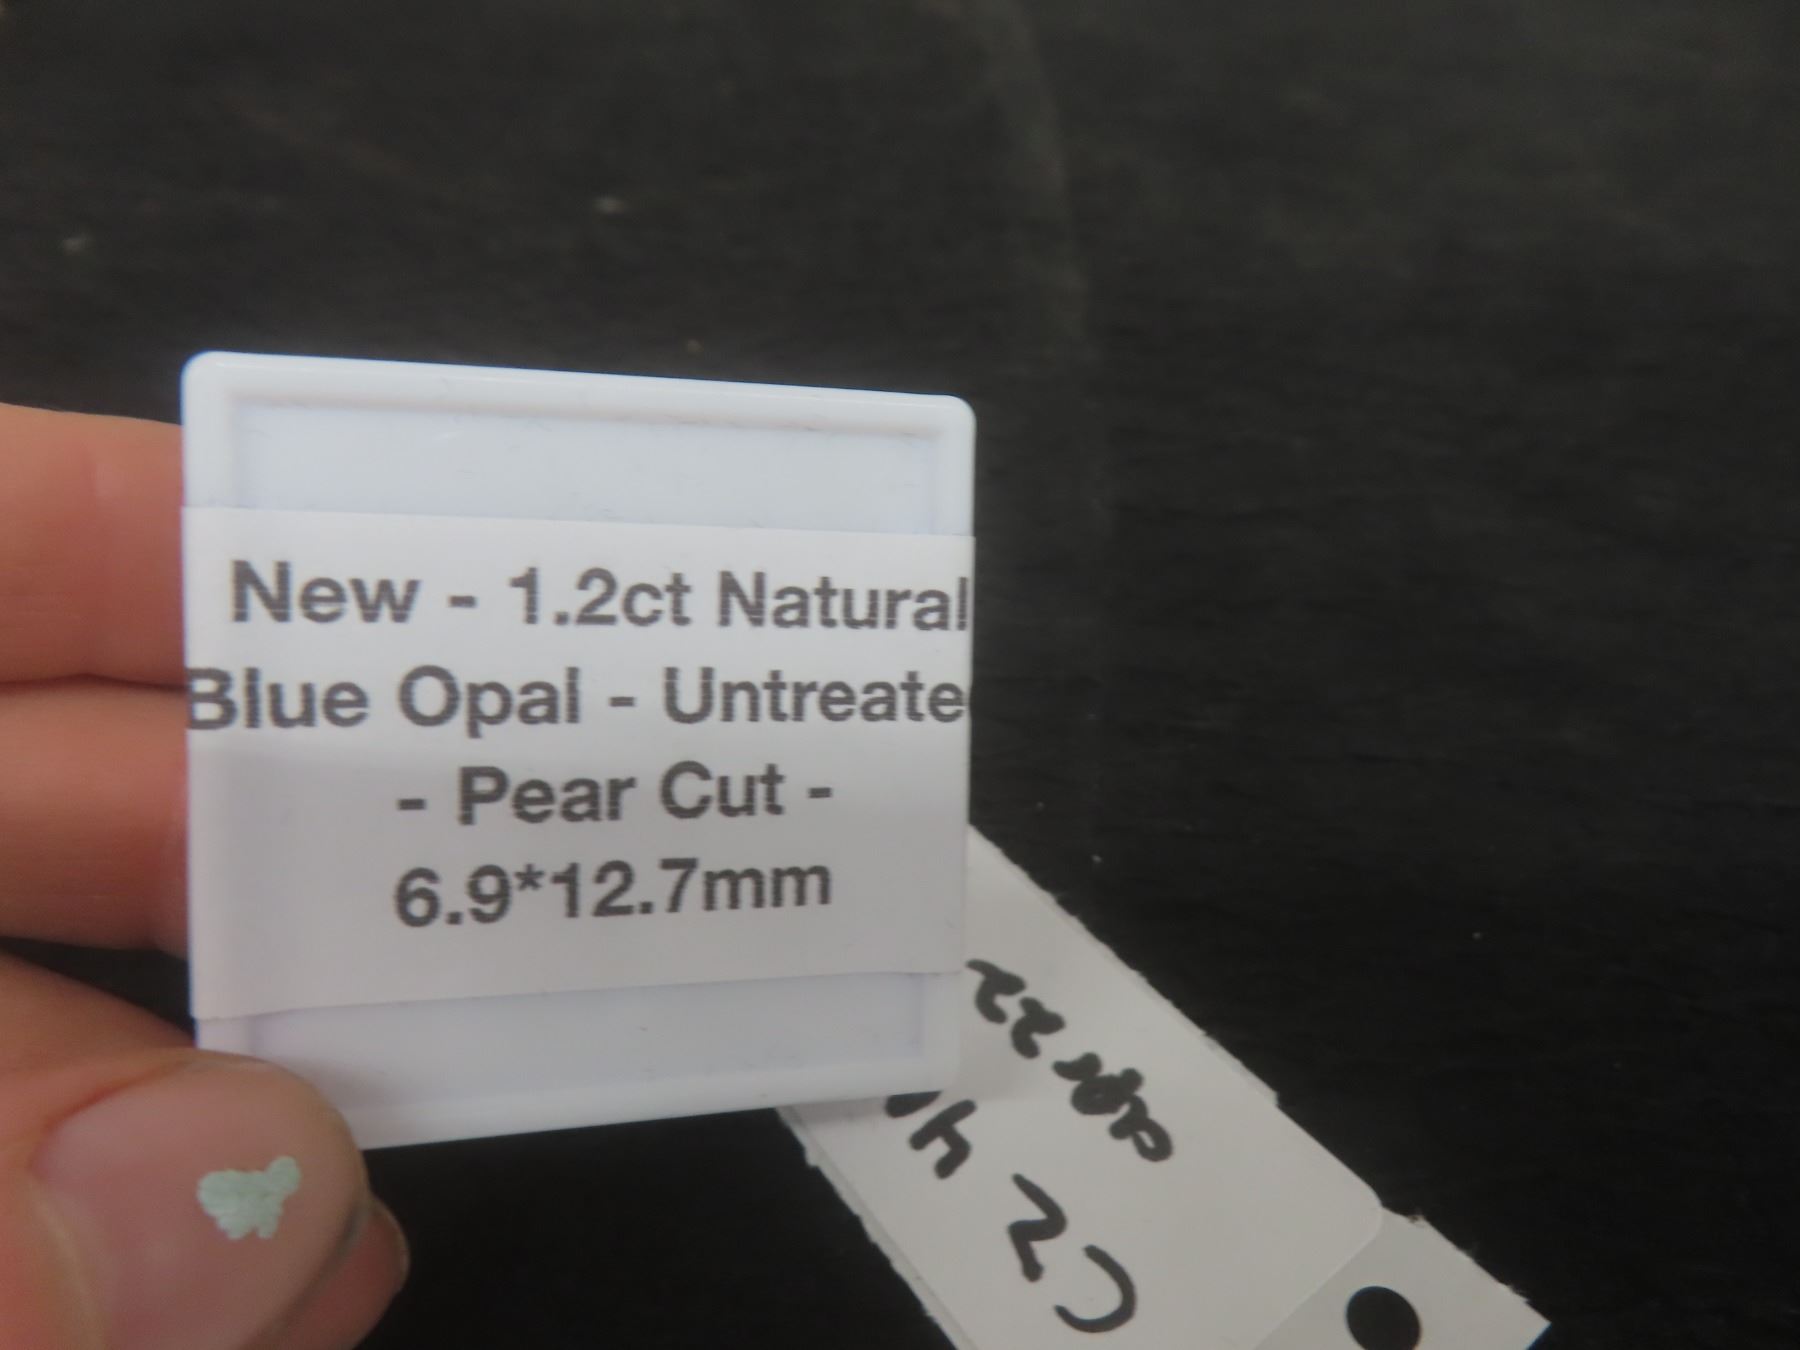 New - 1.2ct Natural
Blue Opal - Untreate
- Pear Cut -
6.9*12.7mm